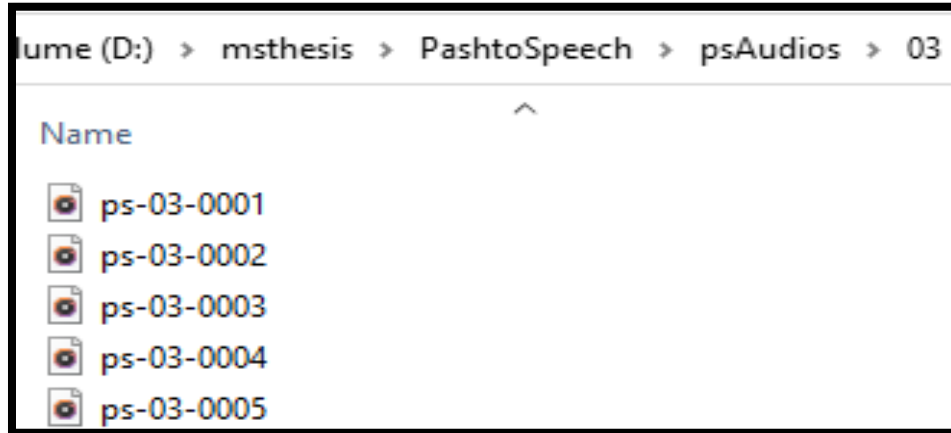 lume (D:) > msthesis > PashtoSpeech > psAudios > 03
Name
ps-03-0001
ps-03-0002
ps-03-0003
ps-03-0004
ps-03-0005